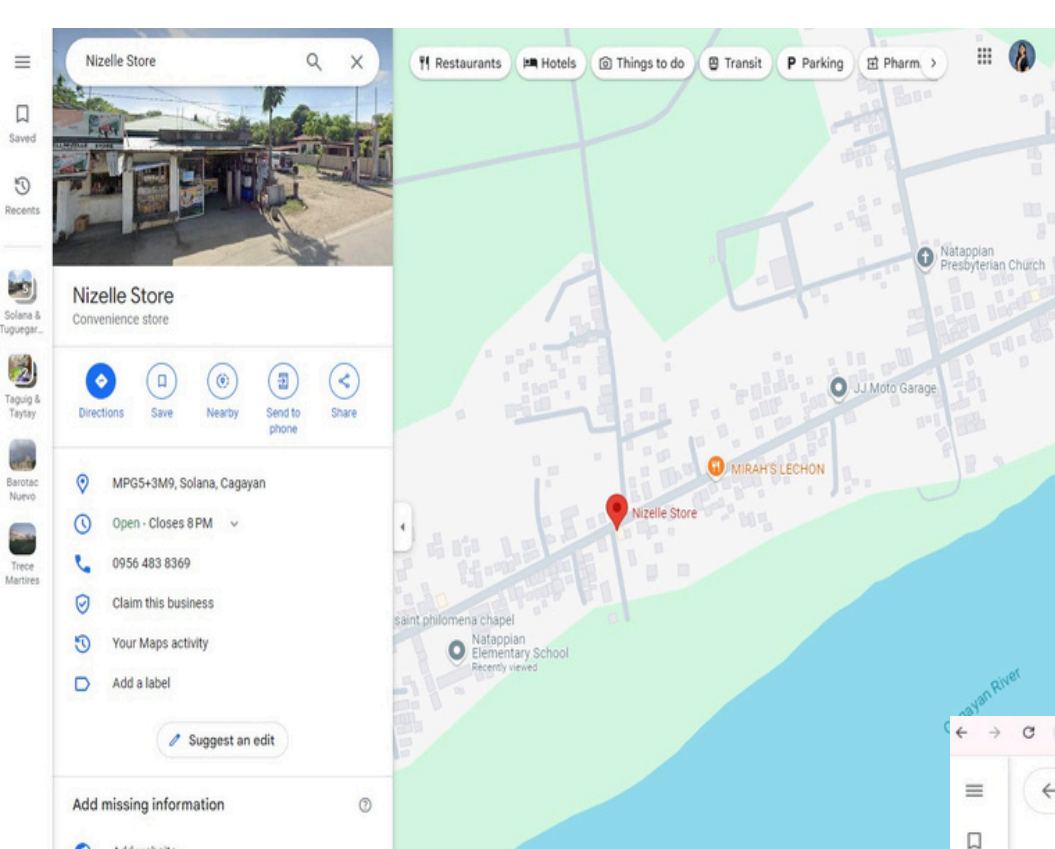 Nizelle Store
Restaurants
Hotels
Things to do
Transit
P Parking
Pharm.
Saved
Recents
Solana &
Tuguegar...
2
Taguig &
Taytay
Barotac
Nuevo
Trece
Martires
Nizelle Store
Convenience store
Directions
Save
Nearby
Send to
phone
Share
MPG5+3M9, Solana, Cagayan
Open · Closes 8 PM
0956 483 8369
Claim this business
Your Maps activity
Add a label
Suggest an edit
Add missing information
Natappian
Presbyterian Church
JJ Moto Garage
MIRAH'S LECHON
Nizelle Store
saint philomena chapel
Natappian
Elementary School
Recently viewed
Cagayan River